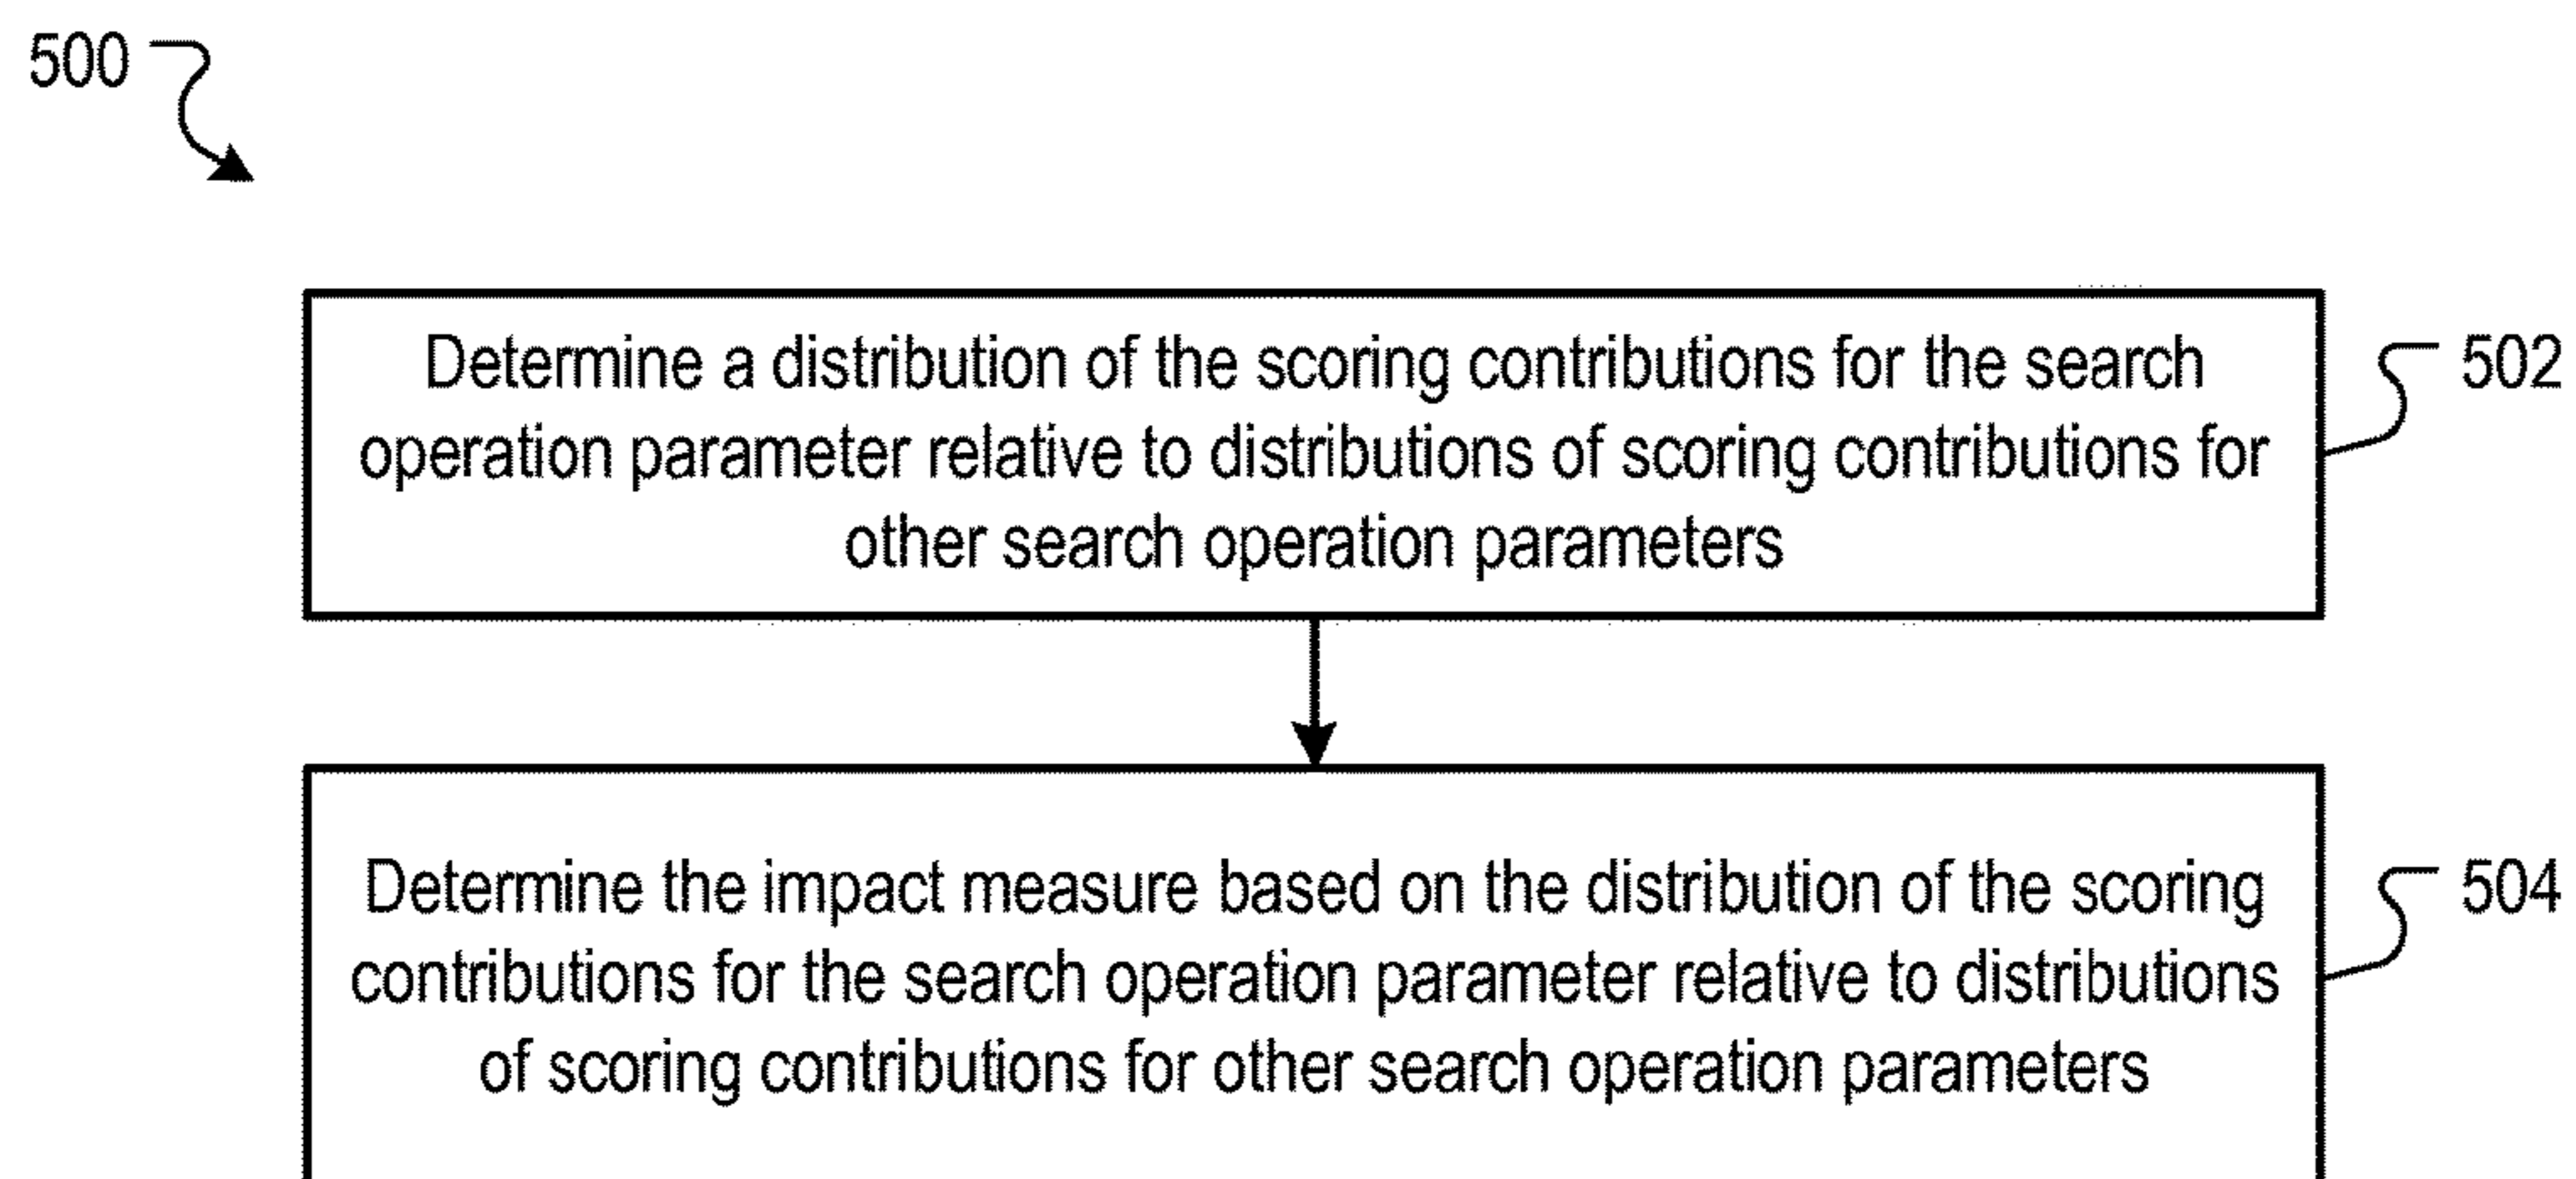 500
Determine a distribution of the scoring contributions for the search
operation parameter relative to distributions of scoring contributions for
other search operation parameters
502
Determine the impact measure based on the distribution of the scoring
contributions for the search operation parameter relative to distributions
of scoring contributions for other search operation parameters
504